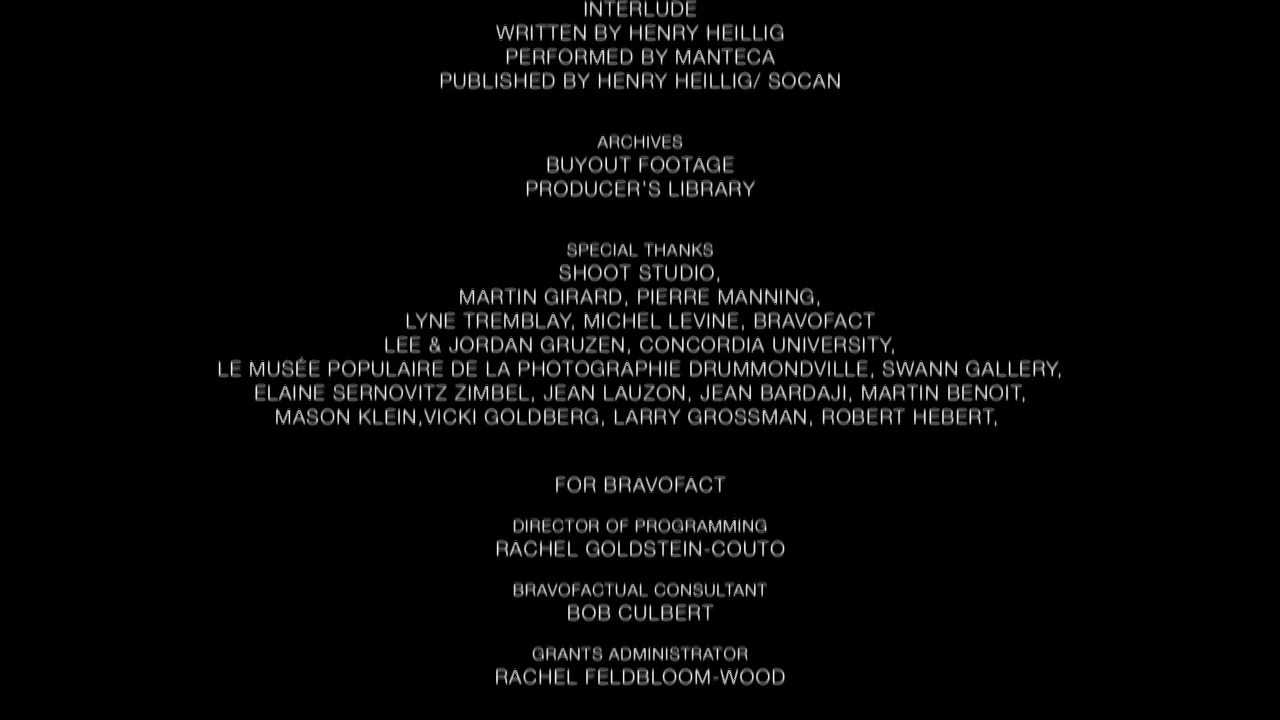 INTERLUDE
WRITTEN BY HENRY HEILLIG
PERFORMED BY MANTECA
PUBLISHED BY HENRY HEILLIG/ SOCAN
ARCHIVES
BUYOUT FOOTAGE
PRODUCER'S LIBRARY
SPECIAL THANKS
SHOOT STUDIO,
MARTIN GIRARD, PIERRE MANNING,
LYNE TREMBLAY, MICHEL LEVINE, BRAVOFACT
LEE & JORDAN GRUZEN, CONCORDIA UNIVERSITY,
LE MUSÉE POPULAIRE DE LA PHOTOGRAPHIE DRUMMONDVILLE, SWANN GALLERY,
ELAINE SERNOVITZ ZIMBEL, JEAN LAUZON, JEAN BARDAJI, MARTIN BENOIT,
MASON KLEIN,VICKI GOLDBERG, LARRY GROSSMAN, ROBERT HEBERT,
FOR BRAVOFACT
DIRECTOR OF PROGRAMMING
RACHEL GOLDSTEIN-COUTO
BRAVOFACTUAL CONSULTANT
BOB CULBERT
GRANTS ADMINISTRATOR
RACHEL FELDBLOOM-WOOD